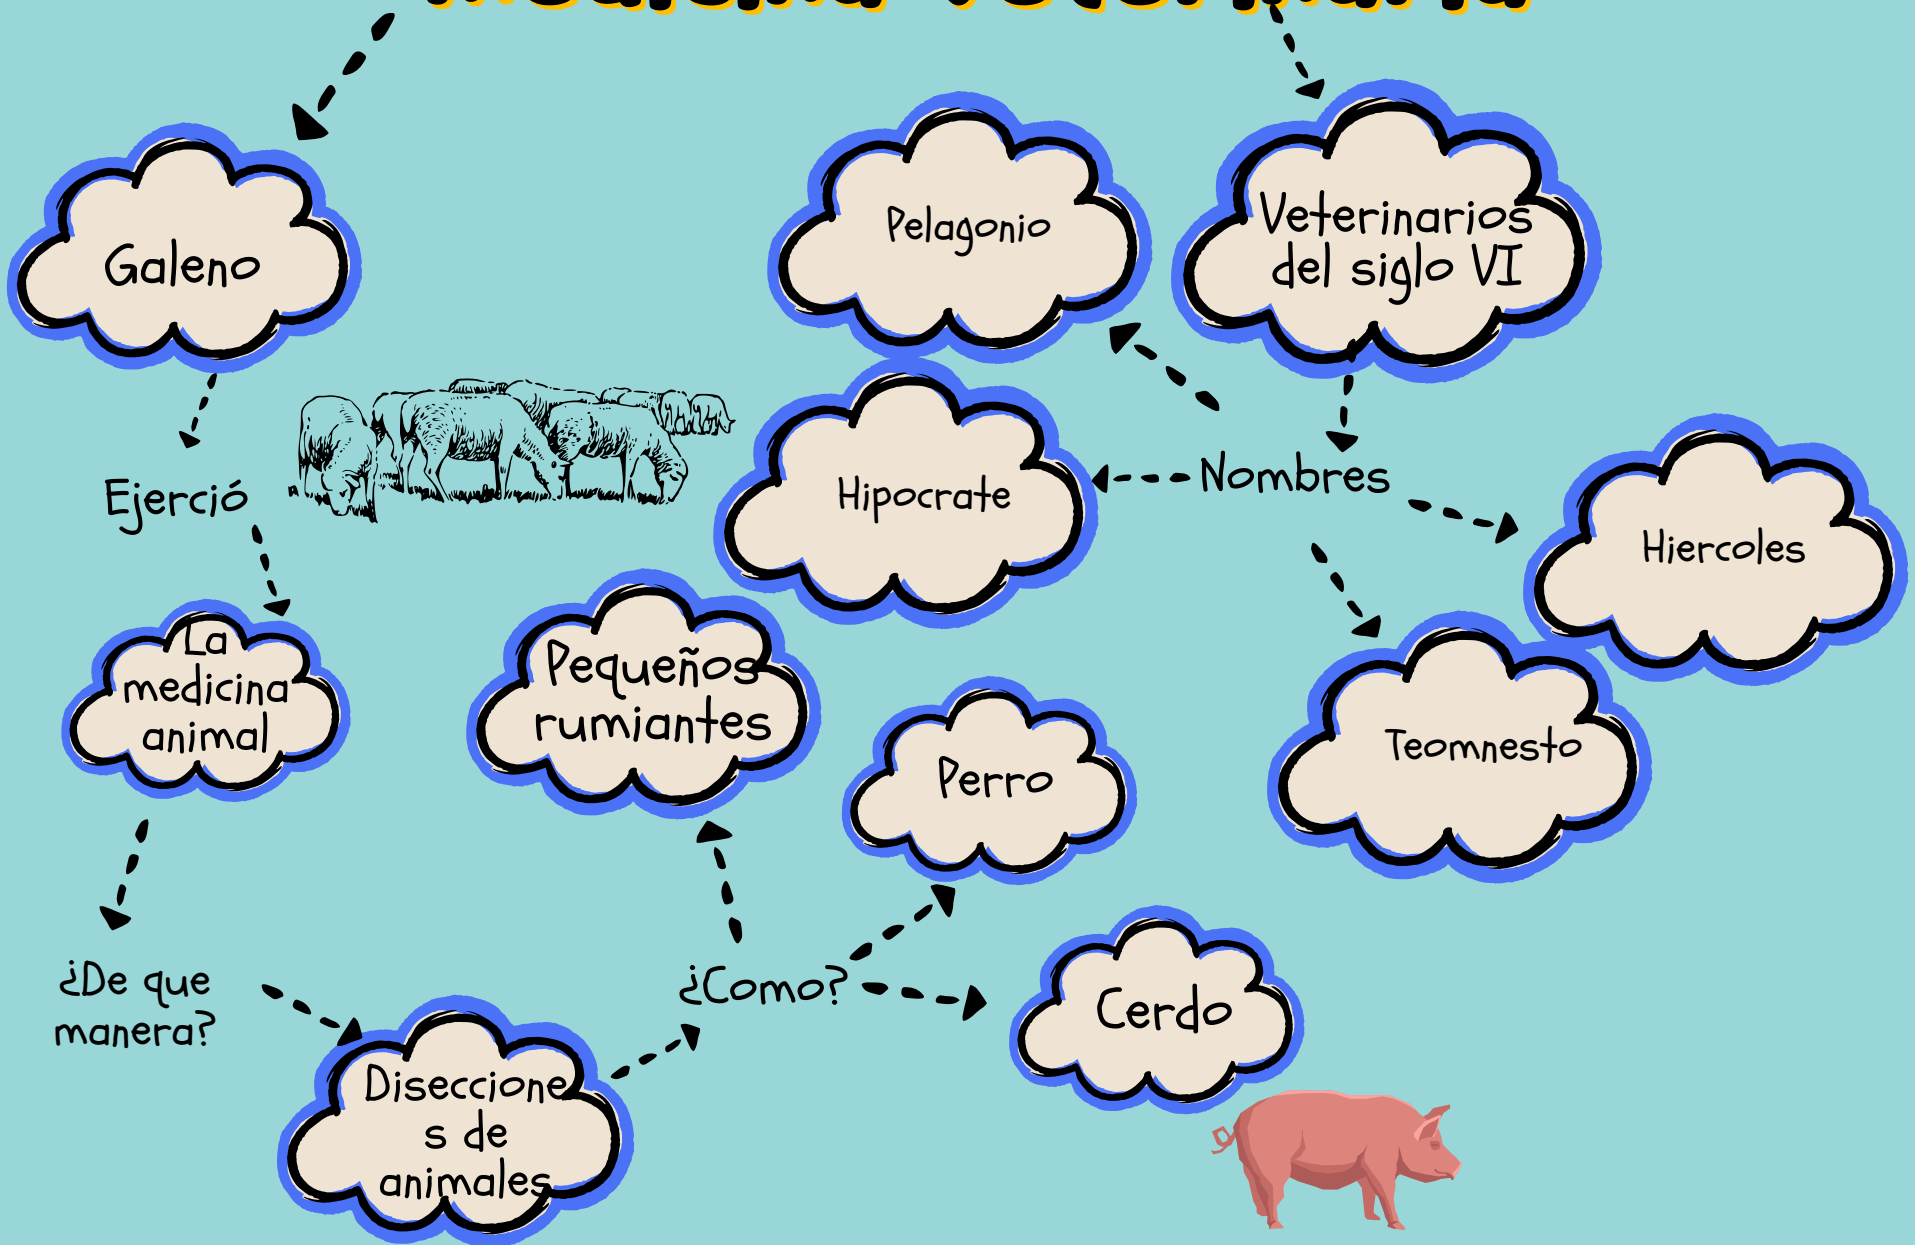 Galeno
Pelagonio
Veterinarios
del siglo VI
Ejerció
Hipocrate
Nombres
Hiercoles
La
medicina
animal
Pequeños
rumiantes
Perro
Teomnesto
¿De que
manera?
¿Como?
Cerdo
Diseccione
s de
animales